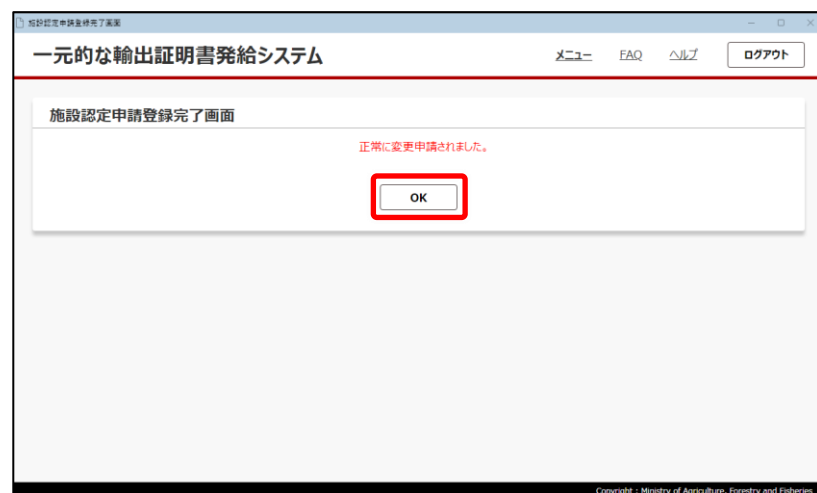 施設認定申請登録完了画面
一元的な輸出証明書発給システム
メニュー FAQ ヘルプ ログアウト
施設認定申請登録完了画面
正常に変更申請されました。
OK
Copyright : Ministry of Agriculture, Forestry and Fisheries